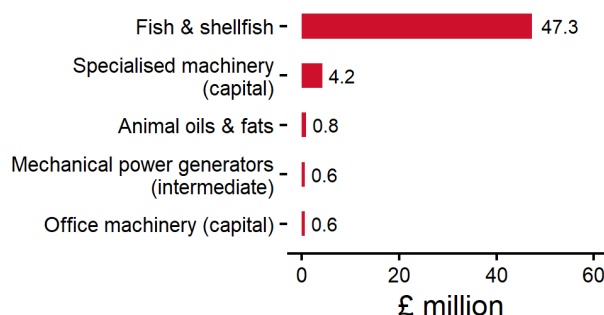 Fish & shellfish
47.3
Specialised machinery
(capital)
4.2
Animal oils & fats
0.8
Mechanical power generators
(intermediate)
0.6
Office machinery (capital)
0.6
0
20
40
60
£ million